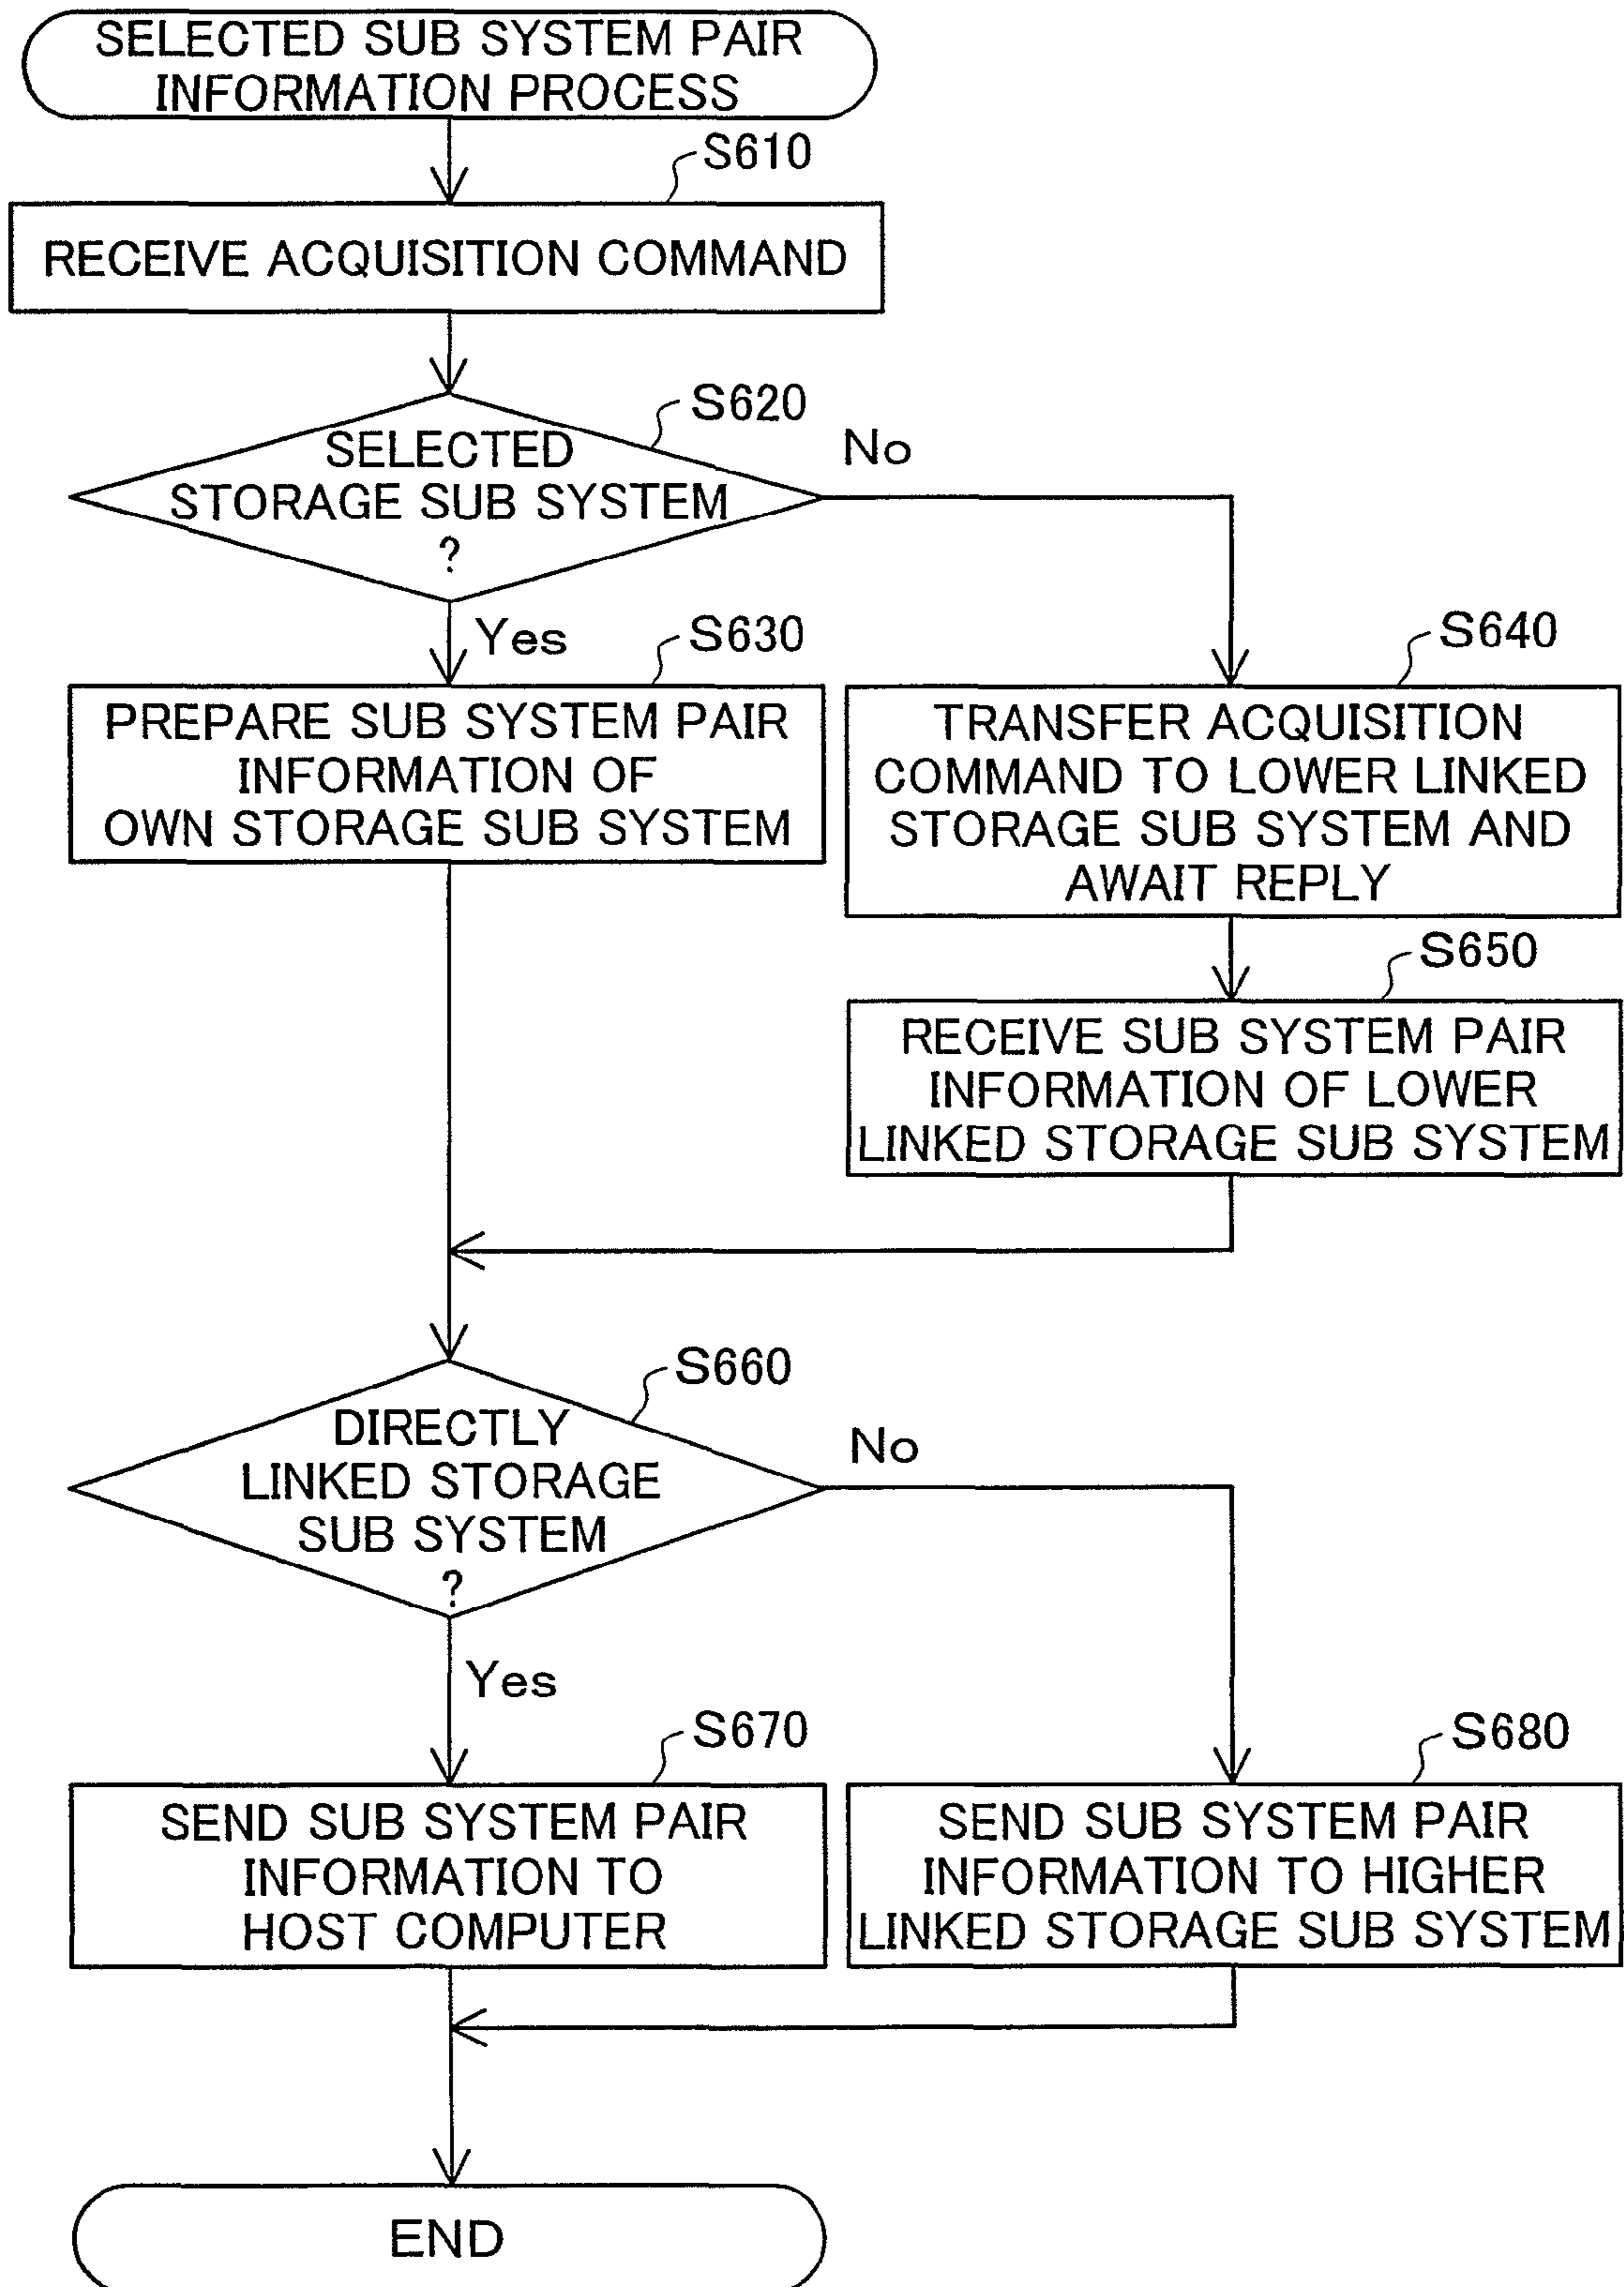 SELECTED SUB SYSTEM PAIR
INFORMATION PROCESS
S610
RECEIVE ACQUISITION COMMAND
S620
SELECTED
STORAGE SUB SYSTEM
?
No
Yes
S630
PREPARE SUB SYSTEM PAIR
INFORMATION OF
OWN STORAGE SUB SYSTEM
S640
TRANSFER ACQUISITION
COMMAND TO LOWER LINKED
STORAGE SUB SYSTEM AND
AWAIT REPLY
S650
RECEIVE SUB SYSTEM PAIR
INFORMATION OF LOWER
LINKED STORAGE SUB SYSTEM
S660
DIRECTLY
LINKED STORAGE
SUB SYSTEM
?
No
Yes
S670
SEND SUB SYSTEM PAIR
INFORMATION TO
HOST COMPUTER
S680
SEND SUB SYSTEM PAIR
INFORMATION TO HIGHER
LINKED STORAGE SUB SYSTEM
END